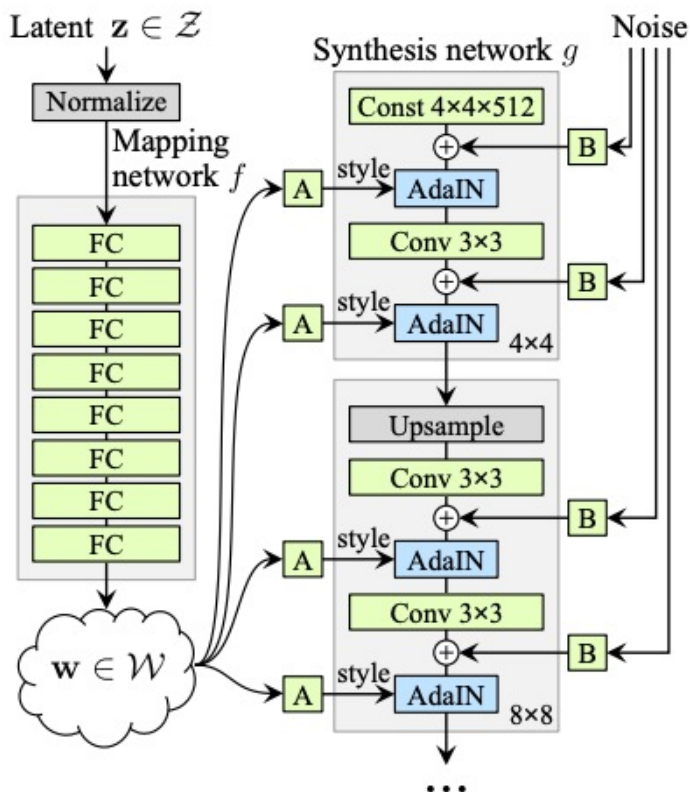 Latent z ∈ 𝒵
Noise
Synthesis network g
Normalize
Const 4×4×512
Mapping
network f
+
B
A
style
AdaIN
FC
Conv 3×3
FC
+
B
FC
A
style
AdaIN
4×4
FC
FC
Upsample
FC
Conv 3×3
FC
+
B
FC
A
style
AdaIN
Conv 3×3
w ∈ 𝒲
+
B
A
style
AdaIN
8×8
...